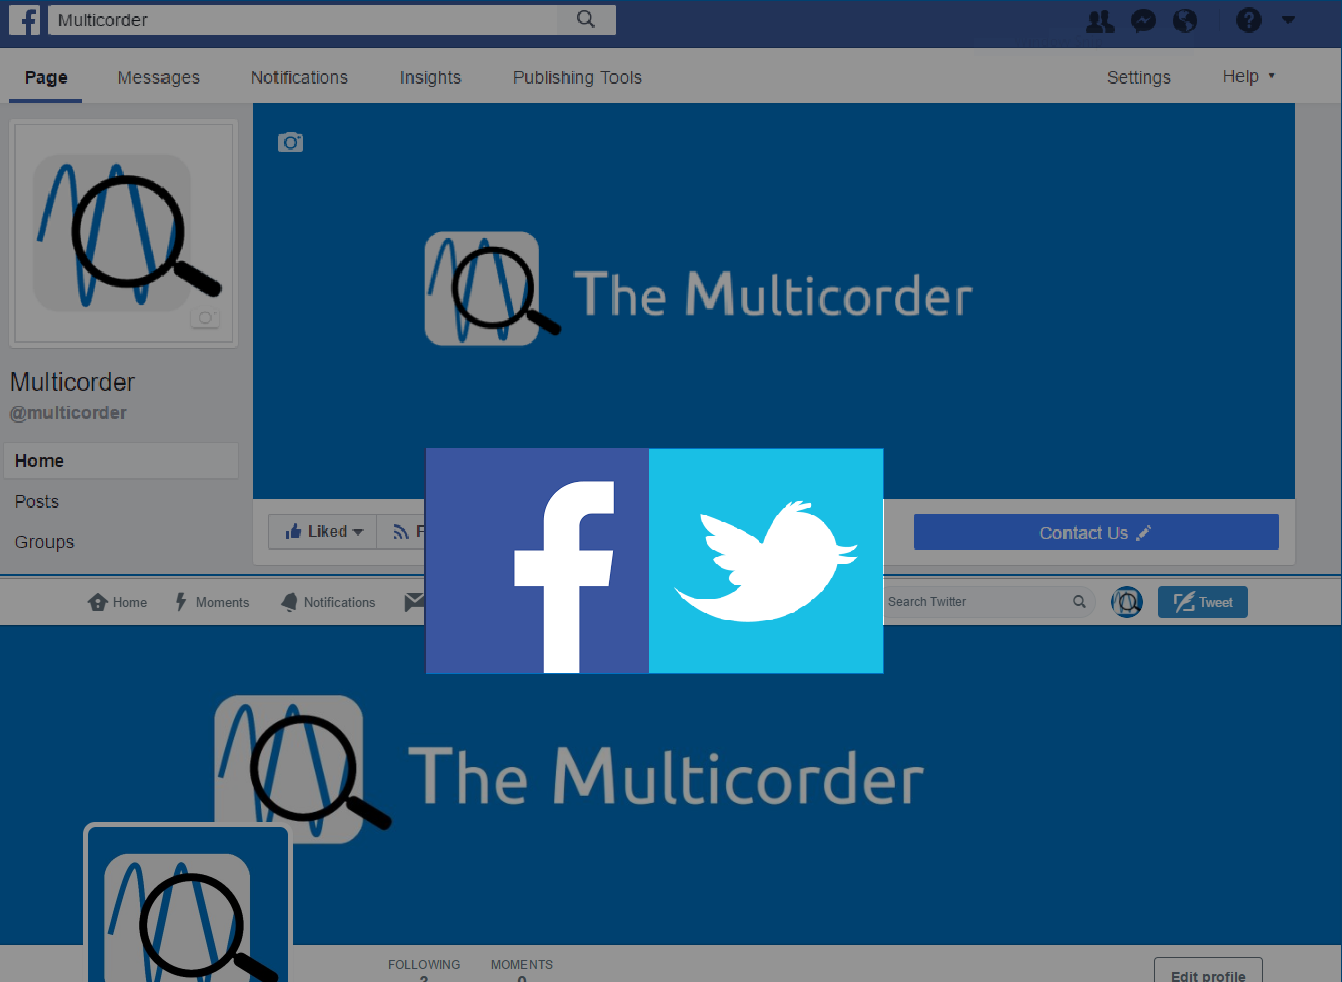 Multicorder
Page Messages Notifications Insights Publishing Tools Settings Help
The Multicorder
Multicorder
@multicorder
Home
Posts
Groups
Liked
Contact Us
Home Moments Notifications Search Twitter Tweet
The Multicorder
FOLLOWING MOMENTS
Edit profile